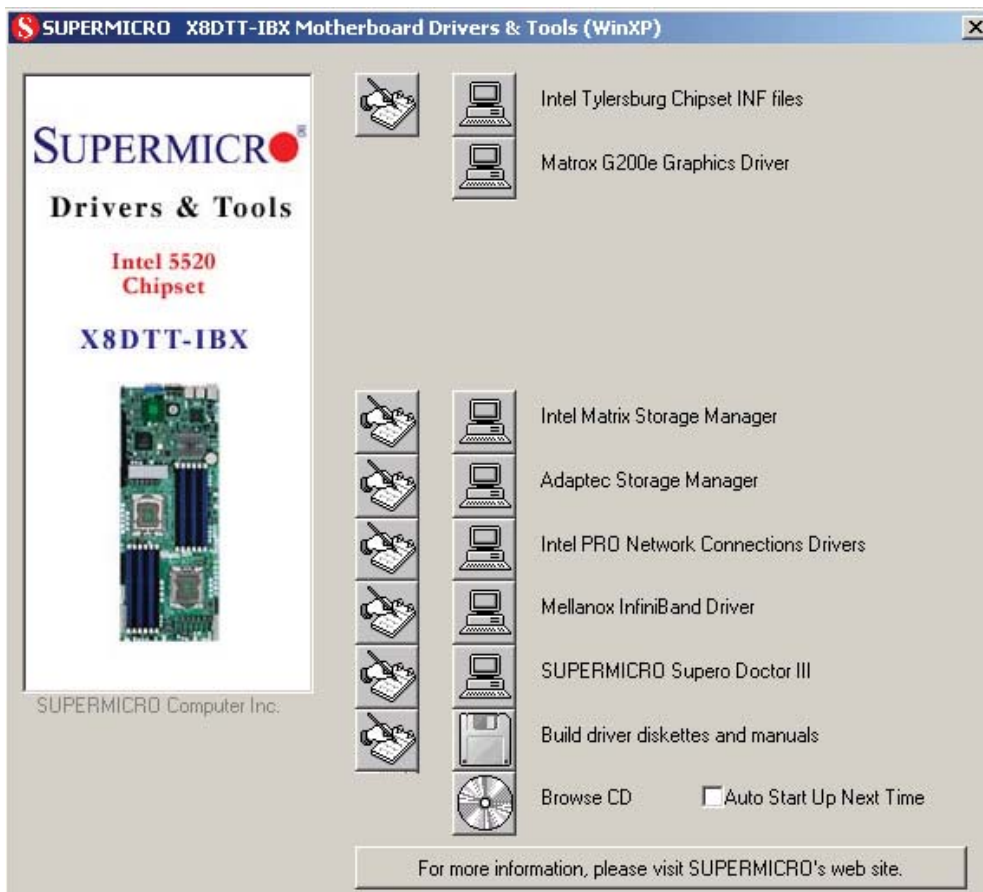 SUPERMICRO X8DTT-IBX Motherboard Drivers & Tools (WinXP)
SUPERMICRO®
Drivers & Tools
Intel 5520
Chipset
X8DTT-IBX
SUPERMICRO Computer Inc.
Intel Tylersburg Chipset INF files
Matrox G200e Graphics Driver
Intel Matrix Storage Manager
Adaptec Storage Manager
Intel PRO Network Connections Drivers
Mellanox InfiniBand Driver
SUPERMICRO Supero Doctor III
Build driver diskettes and manuals
Browse CD Auto Start Up Next Time
For more information, please visit SUPERMICRO's web site.